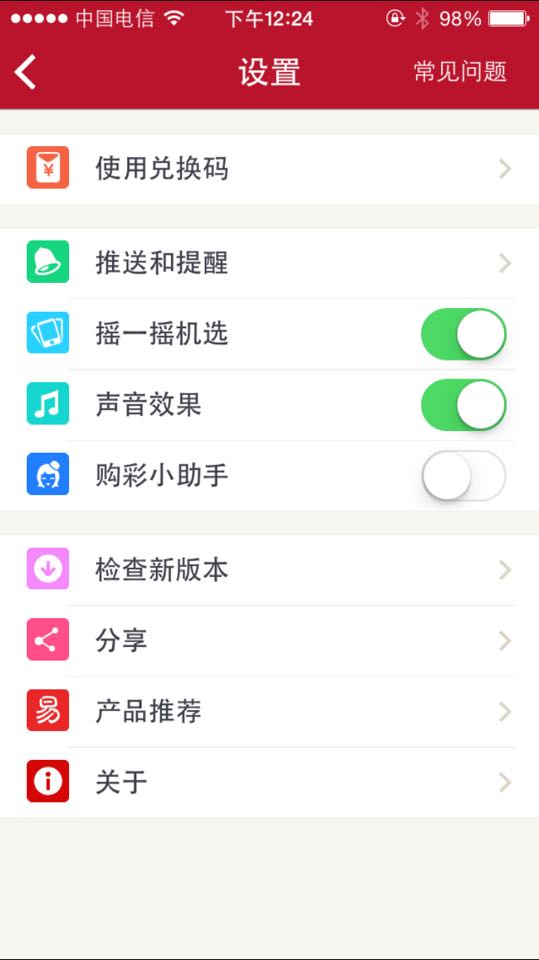 中国电信 下午12:24 98%
设置 常见问题
使用兑换码
推送和提醒
摇一摇机选
声音效果
购彩小助手
检查新版本
分享
易 产品推荐
关于